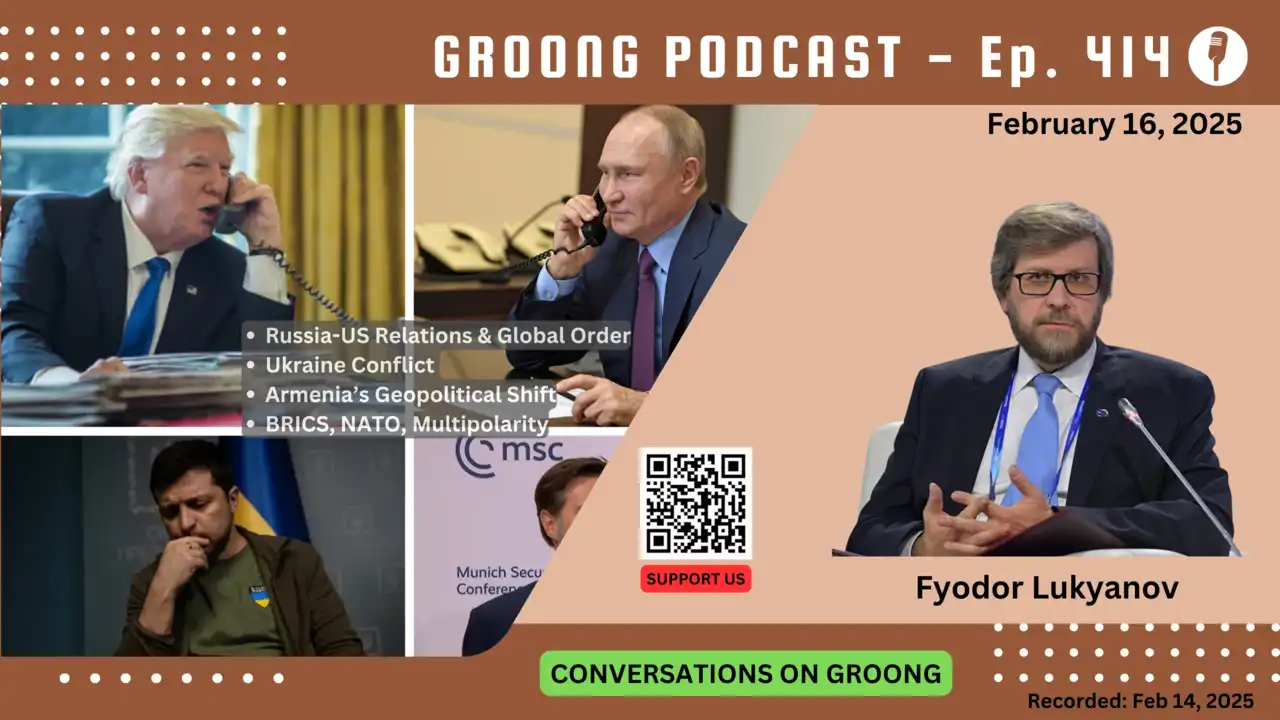 GROONG PODCAST - Ep. 414
February 16, 2025
• Russia-US Relations & Global Order
• Ukraine Conflict
• Armenia's Geopolitical Shift
• BRICS, NATO, Multipolarity
msc
Munich Secu
Conferen
SUPPORT US
Fyodor Lukyanov
CONVERSATIONS ON GROONG
Recorded: Feb 14, 2025